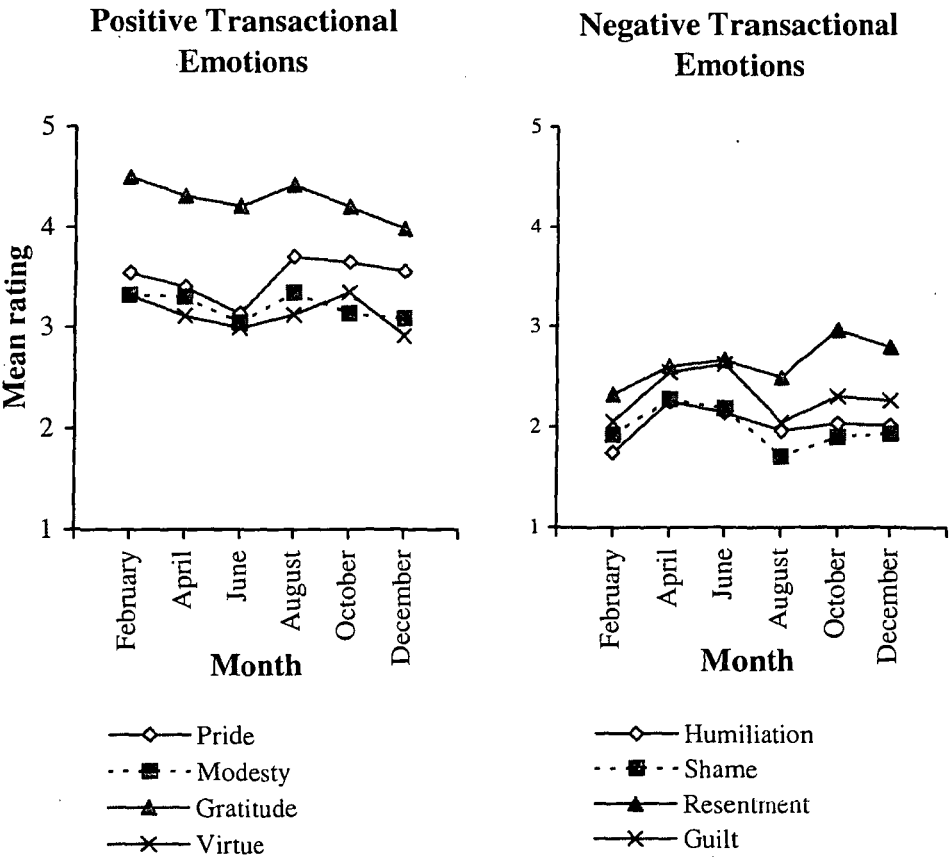 Positive Transactional
Emotions
Mean rating
5
4
3
2
1
February
April
June
August
October
December
Month
Pride
Modesty
Gratitude
Virtue
Negative Transactional
Emotions
5
4
3
2
1
February
April
June
August
October
December
Month
Humiliation
Shame
Resentment
Guilt